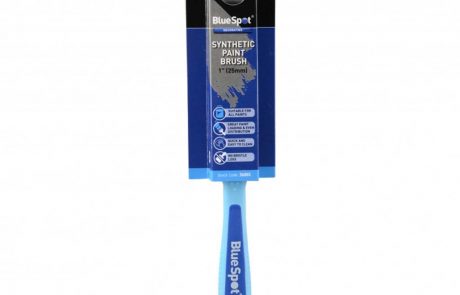 BlueSpot
DECORATING
SYNTHETIC
PAINT
BRUSH
1" (25mm)
SUITABLE FOR
ALL PAINTS
GREAT PAINT
LOADING & EVEN
DISTRIBUTION
QUICK AND
EASY TO CLEAN
NO BRISTLE
LOSS
BlueSpot